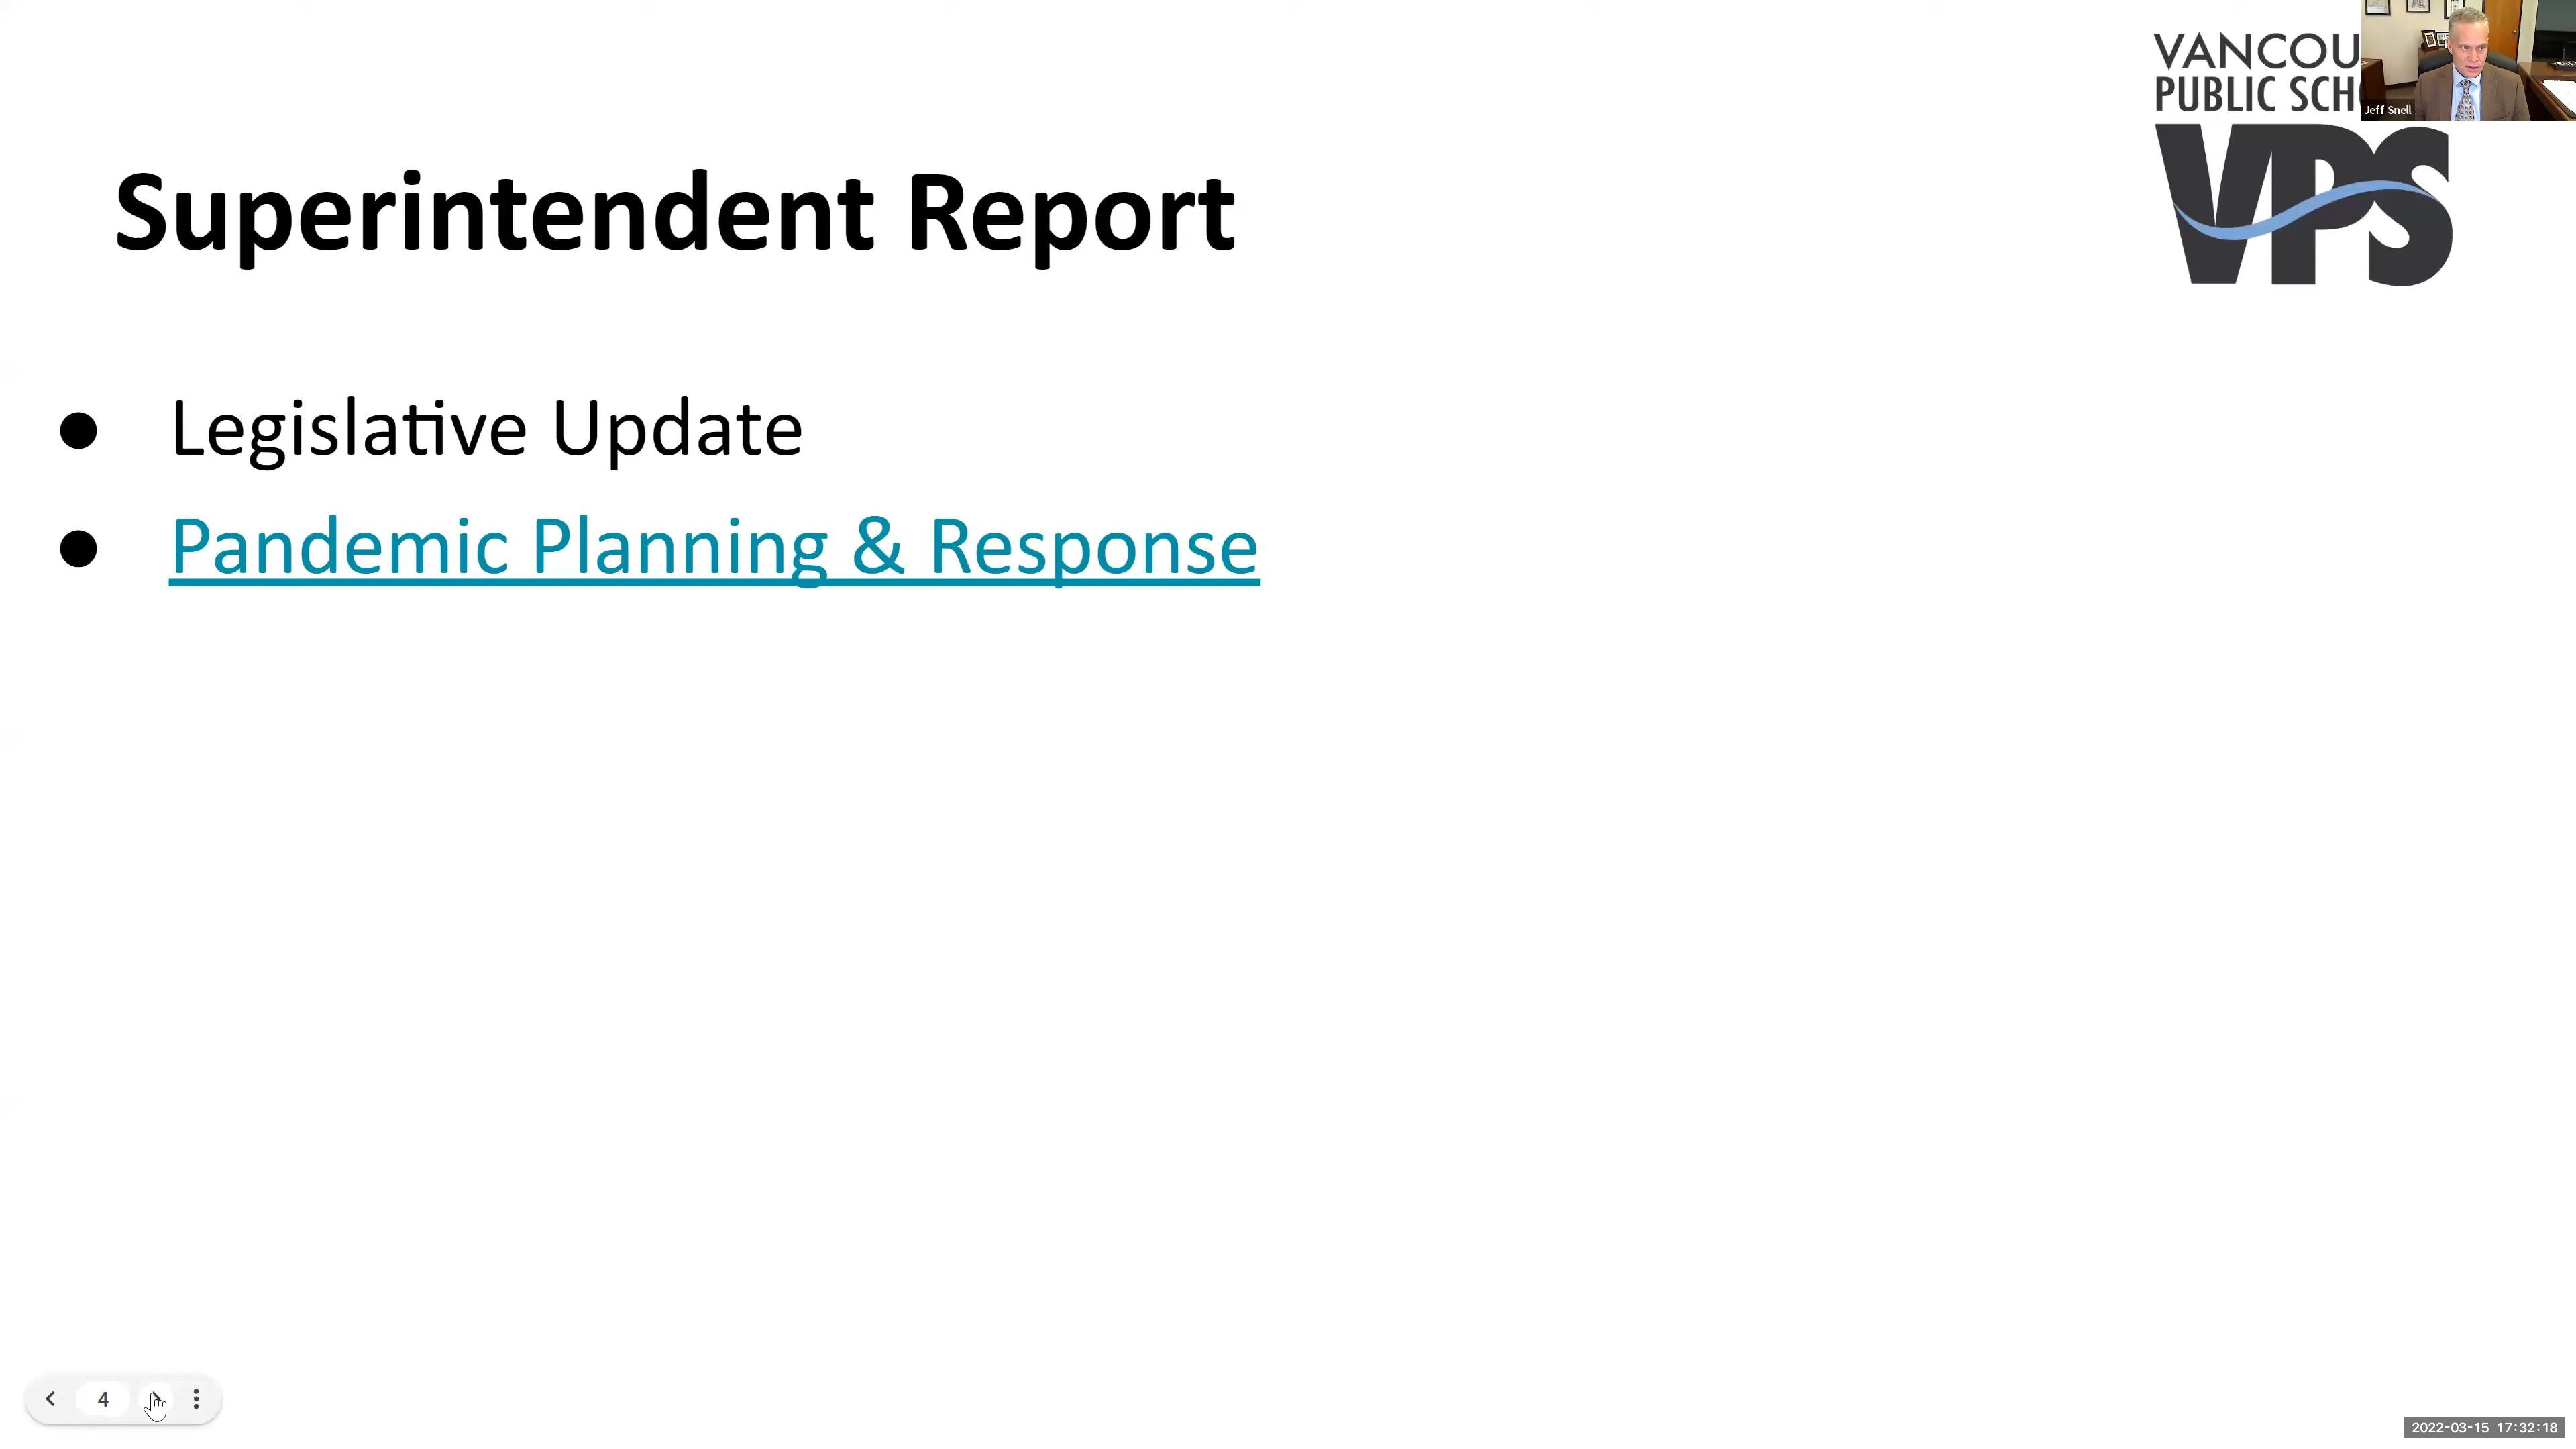 VANCOU
PUBLIC SCH
Jeff Snell
VPS
Superintendent Report
● Legislative Update
● Pandemic Planning & Response
4
2022-03-15 17:32:18